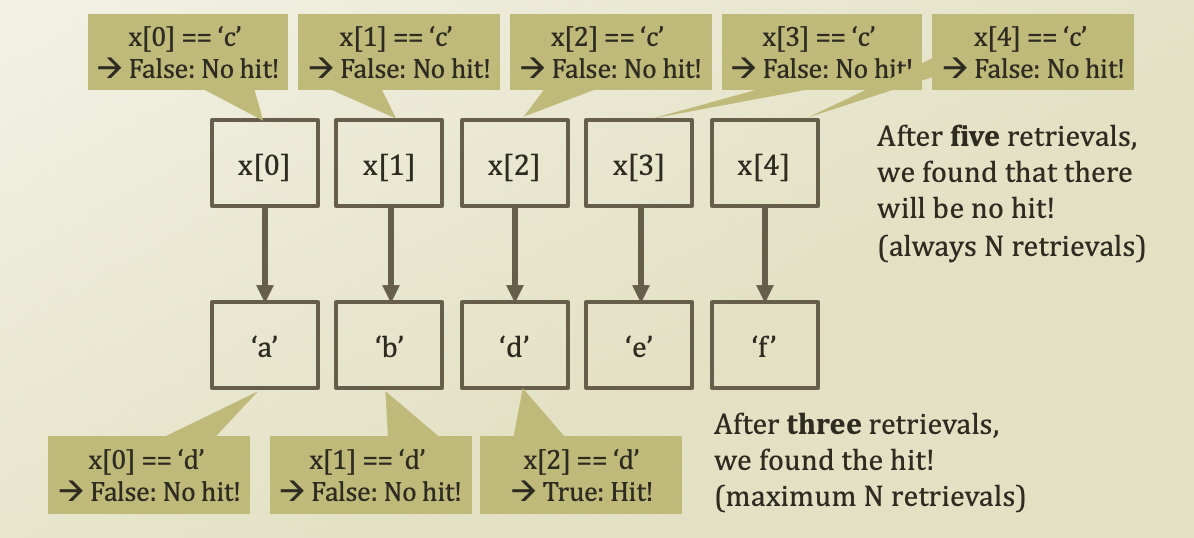 x[0] == ‘c’
→ False: No hit!
x[1] == ‘c’
→ False: No hit!
x[2] == ‘c’
→ False: No hit!
x[3] == ‘c’
→ False: No hit!
x[4] == ‘c’
→ False: No hit!
x[0]
x[1]
x[2]
x[3]
x[4]
After five retrievals,
we found that there
will be no hit!
(always N retrievals)
‘a’
‘b’
‘d’
‘e’
‘f’
x[0] == ‘d’
→ False: No hit!
x[1] == ‘d’
→ False: No hit!
x[2] == ‘d’
→ True: Hit!
After three retrievals,
we found the hit!
(maximum N retrievals)